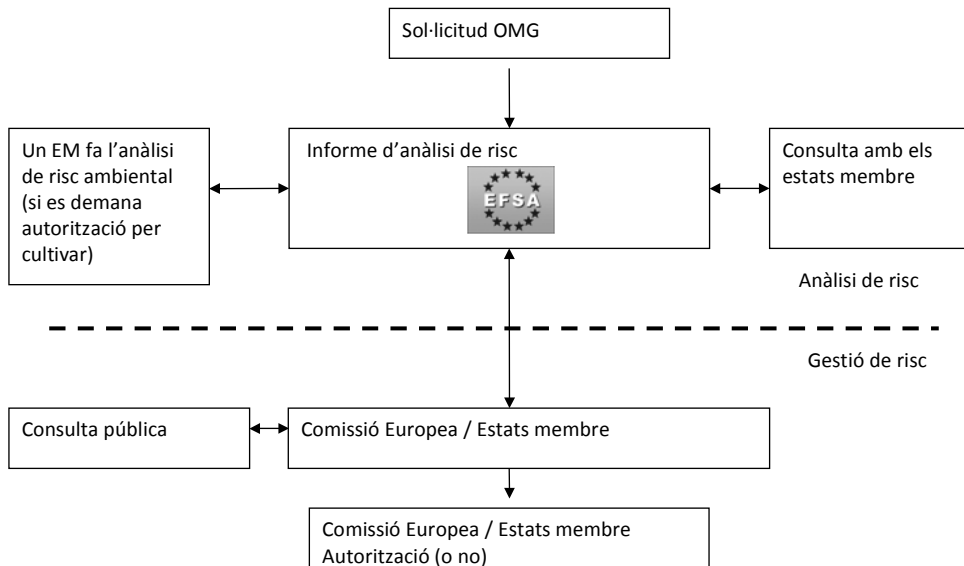 Sol·licitud OMG
Un EM fa l'anàlisi
de risc ambiental
(si es demana
autorització per
cultivar)
Informe d'anàlisi de risc
EFSA
Consulta amb els
estats membre
Anàlisi de risc
Gestió de risc
Consulta pública
Comissió Europea / Estats membre
Comissió Europea / Estats membre
Autorització (o no)